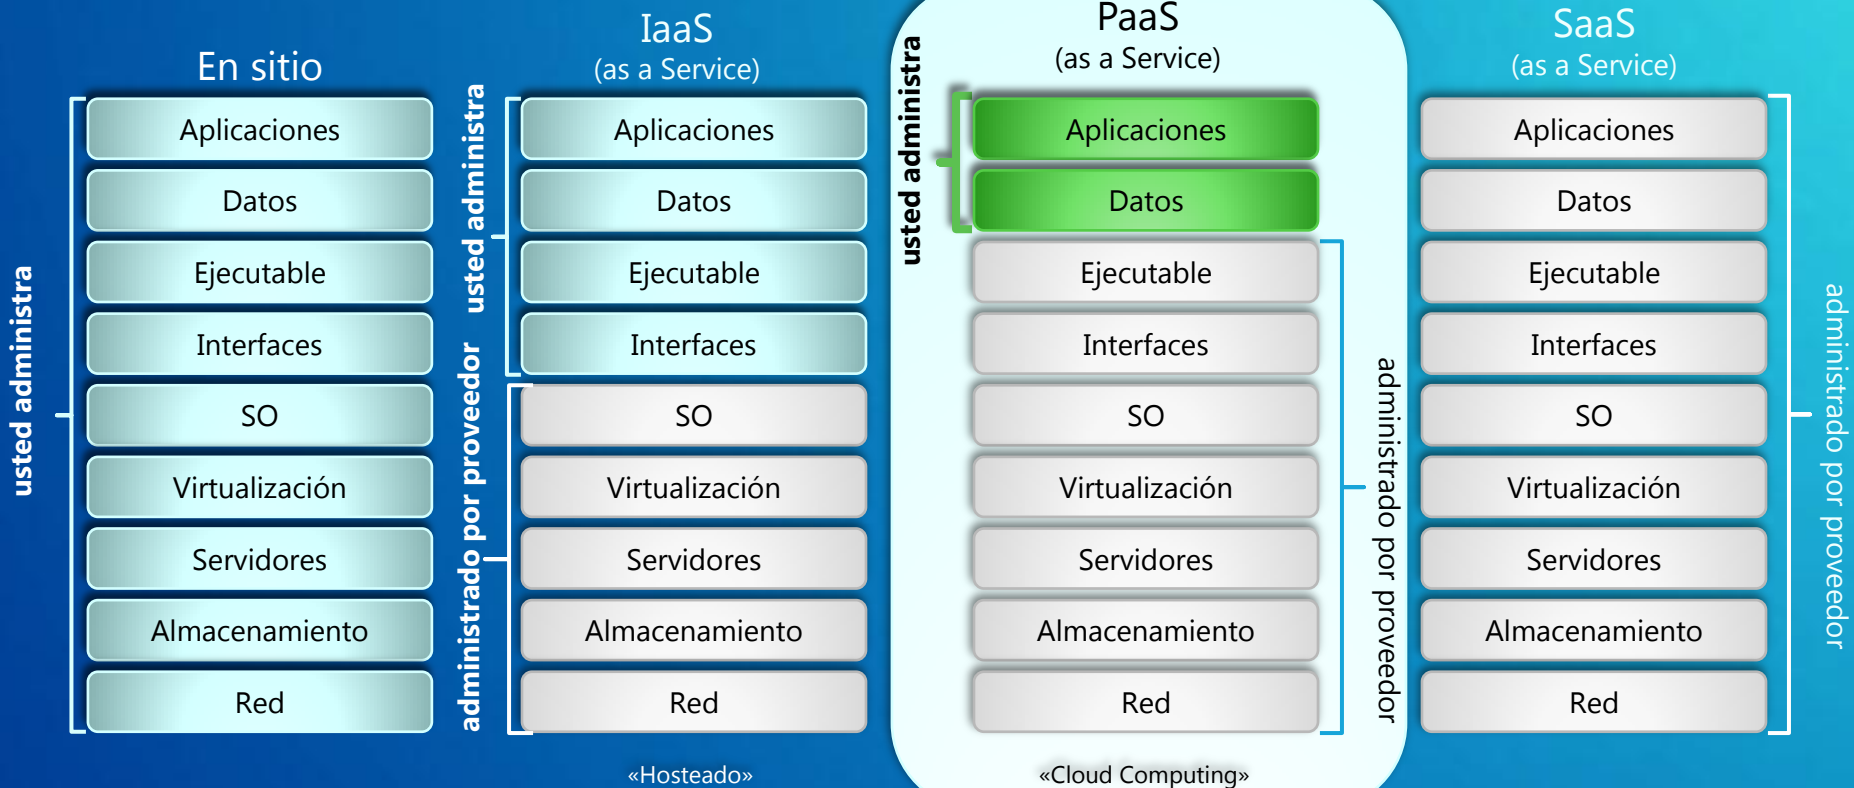 En sitio
usted administra
Aplicaciones
Datos
Ejecutable
Interfaces
SO
Virtualización
Servidores
Almacenamiento
Red
IaaS
(as a Service)
usted administra
administrado por proveedor
Aplicaciones
Datos
Ejecutable
Interfaces
SO
Virtualización
Servidores
Almacenamiento
Red
«Hosteado»
PaaS
(as a Service)
usted administra
Aplicaciones
Datos
Ejecutable
Interfaces
SO
Virtualización
Servidores
Almacenamiento
Red
administrado por proveedor
«Cloud Computing»
SaaS
(as a Service)
Aplicaciones
Datos
Ejecutable
Interfaces
SO
Virtualización
Servidores
Almacenamiento
Red
administrado por proveedor